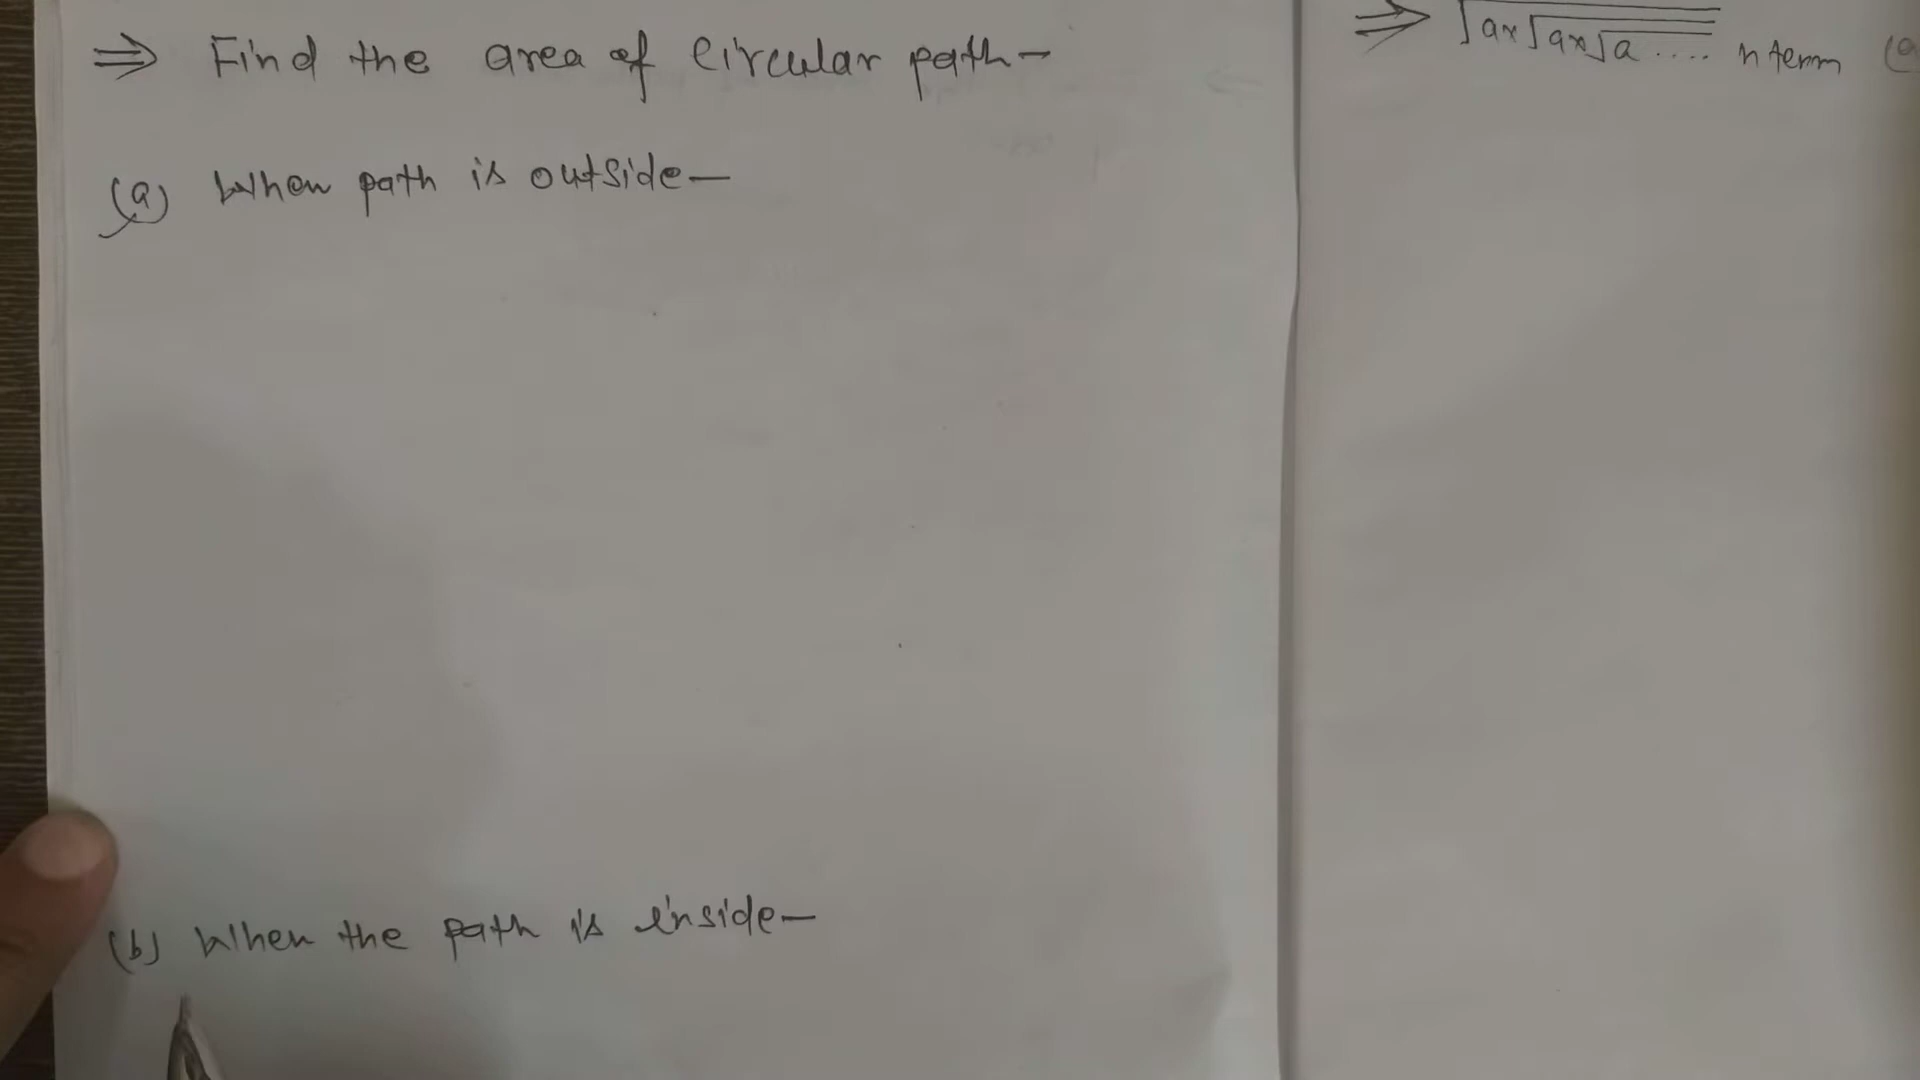 ⇒ Find the area of circular path-
(a) When path is outside-
(b) When the path is inside-
⇒ √a×√a×√a .... n term (a